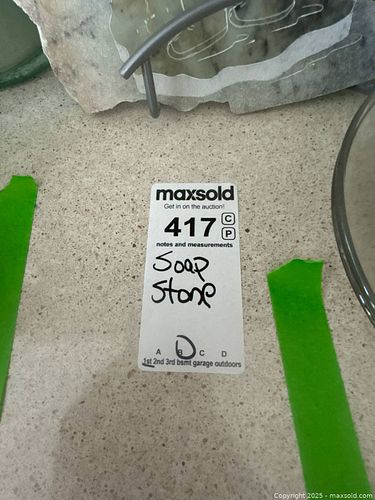 maxsold
Get in on the auction!
417 C
P
notes and measurements
Soap
Stone
A B C D
1st 2nd 3rd bsmt garage outdoors
Copyright © 2025 - maxsold.com